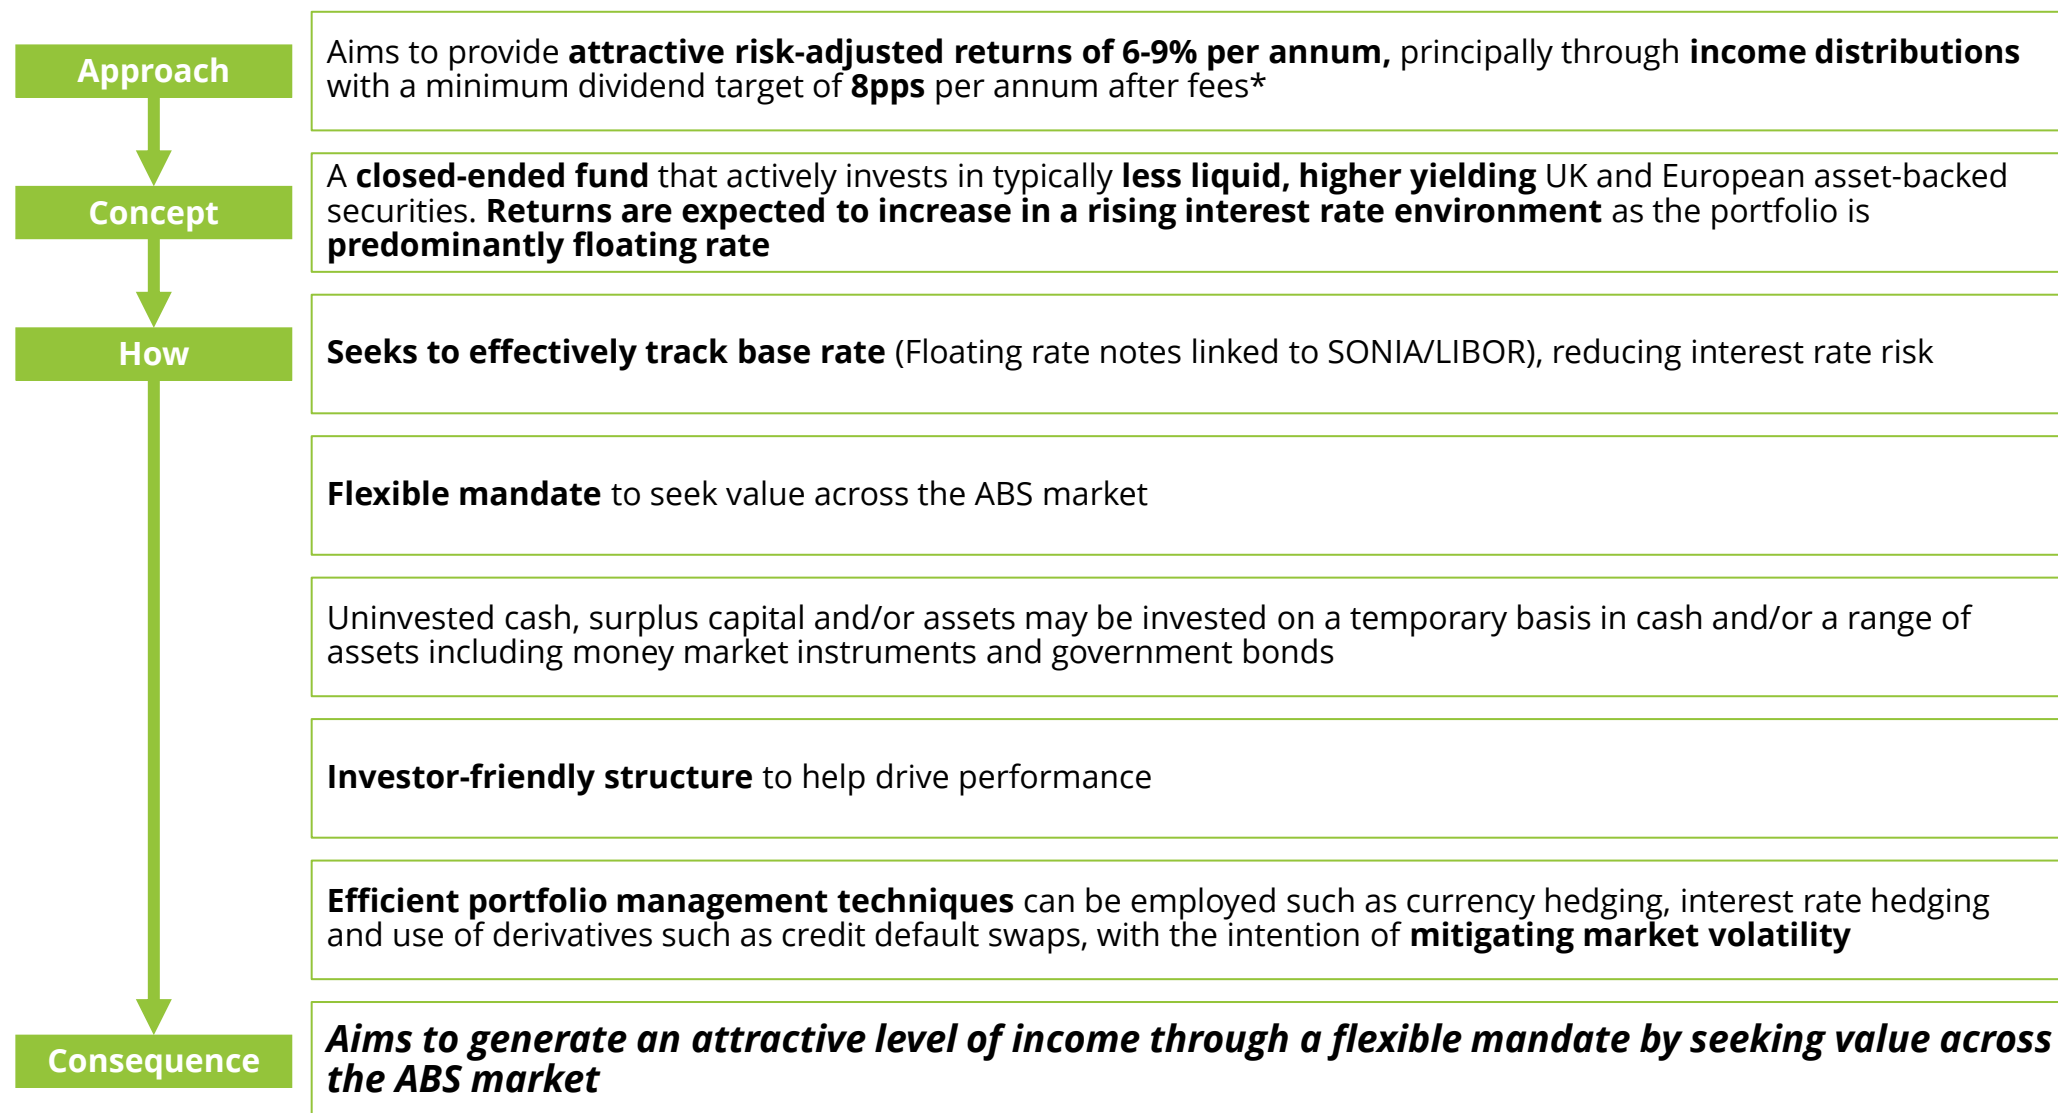 Approach
Aims to provide attractive risk-adjusted returns of 6-9% per annum, principally through income distributions
with a minimum dividend target of 8pps per annum after fees*
Concept
A closed-ended fund that actively invests in typically less liquid, higher yielding UK and European asset-backed
securities. Returns are expected to increase in a rising interest rate environment as the portfolio is
predominantly floating rate
How
Seeks to effectively track base rate (Floating rate notes linked to SONIA/LIBOR), reducing interest rate risk
Flexible mandate to seek value across the ABS market
Uninvested cash, surplus capital and/or assets may be invested on a temporary basis in cash and/or a range of
assets including money market instruments and government bonds
Investor-friendly structure to help drive performance
Efficient portfolio management techniques can be employed such as currency hedging, interest rate hedging
and use of derivatives such as credit default swaps, with the intention of mitigating market volatility
Consequence
Aims to generate an attractive level of income through a flexible mandate by seeking value across
the ABS market